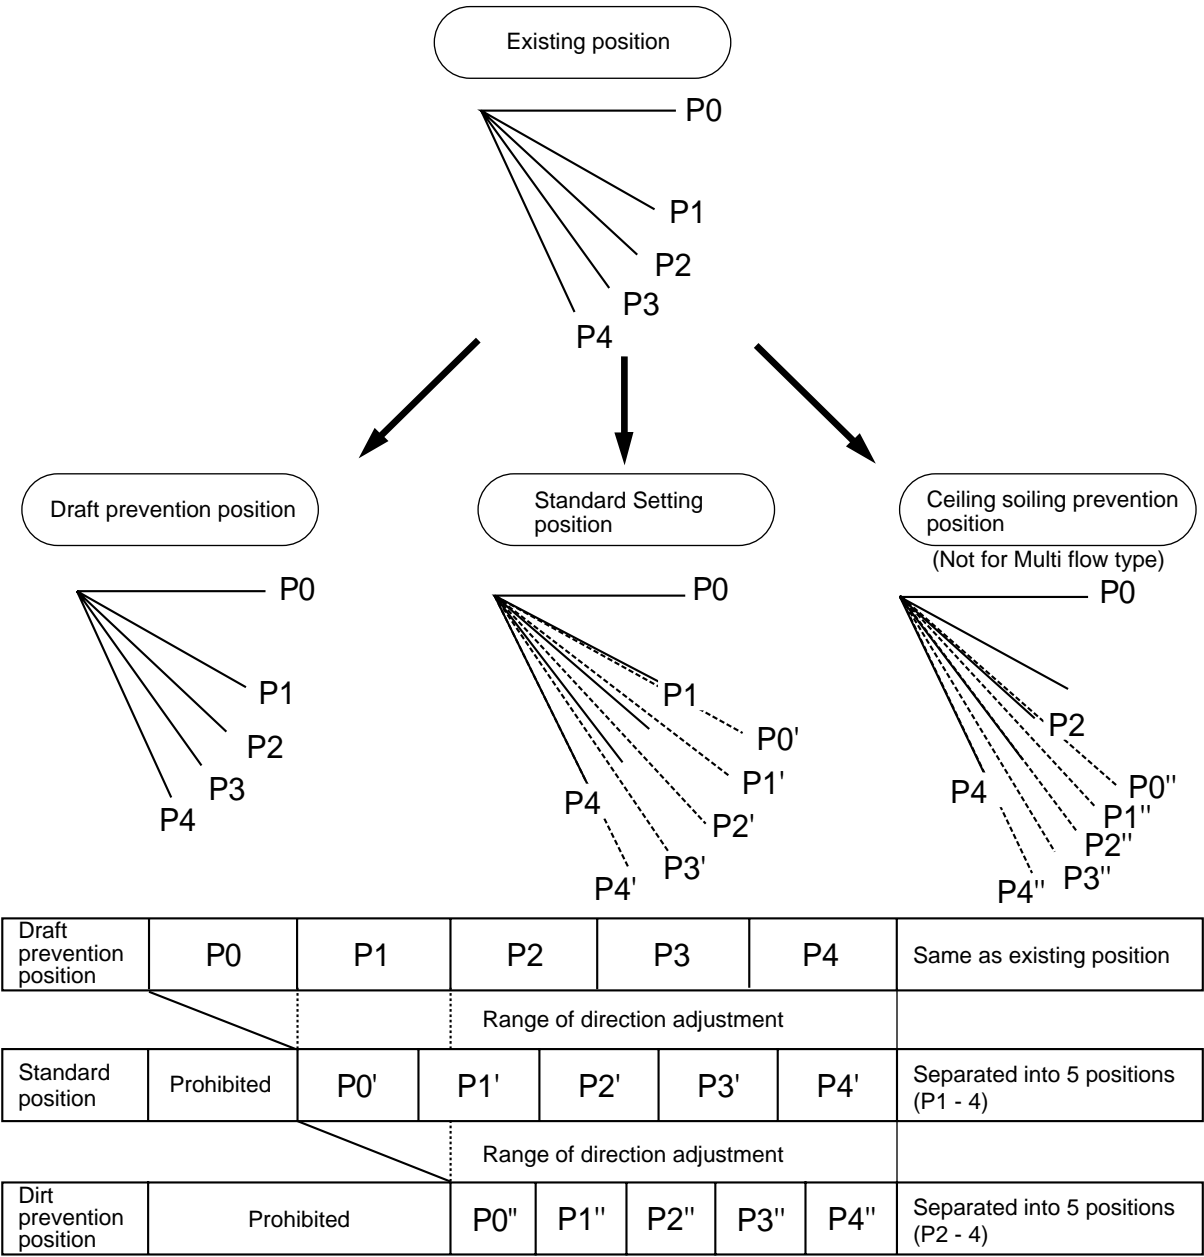 Existing position
P0
P1
P2
P3
P4
Draft prevention position
Standard Setting
position
Ceiling soiling prevention
position
(Not for Multi flow type)
P0
P1
P2
P3
P4
P0
P1
P0'
P1'
P4
P2'
P3'
P4'
P0
P2
P4
P0"
P1"
P2"
P3"
P4"
Draft
prevention
position
P0
P1
P2
P3
P4
Same as existing position
Range of direction adjustment
Standard
position
Prohibited
P0'
P1'
P2'
P3'
P4'
Separated into 5 positions
(P1 - 4)
Range of direction adjustment
Dirt
prevention
position
Prohibited
P0"
P1"
P2"
P3"
P4"
Separated into 5 positions
(P2 - 4)